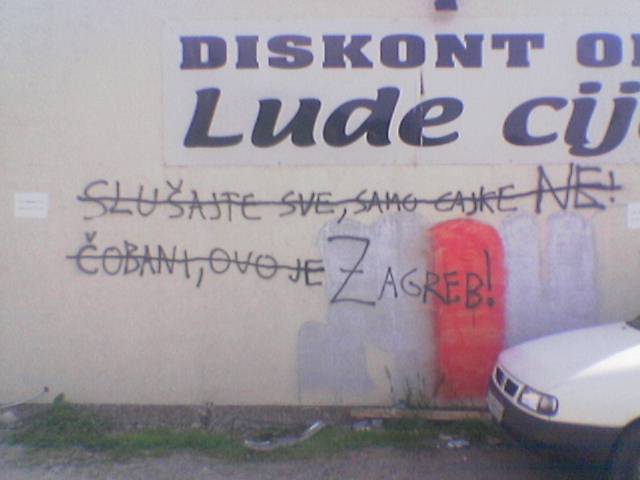 DISKONT
Lude
SLUŠAJTE SVE, SAMO CAJKE NE!
ČOBANI, OVO JE ZAGREB!